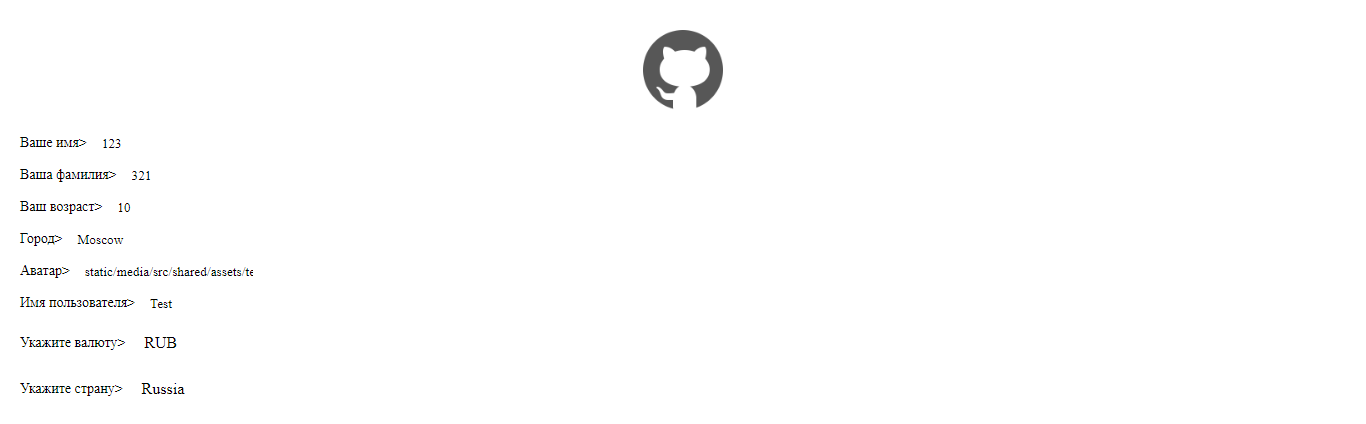 Ваше имя> 123
Ваша фамилия> 321
Ваш возраст> 10
Город> Moscow
Аватар> static/media/src/shared/assets/te
Имя пользователя> Test
Укажите валюту> RUB
Укажите страну> Russia